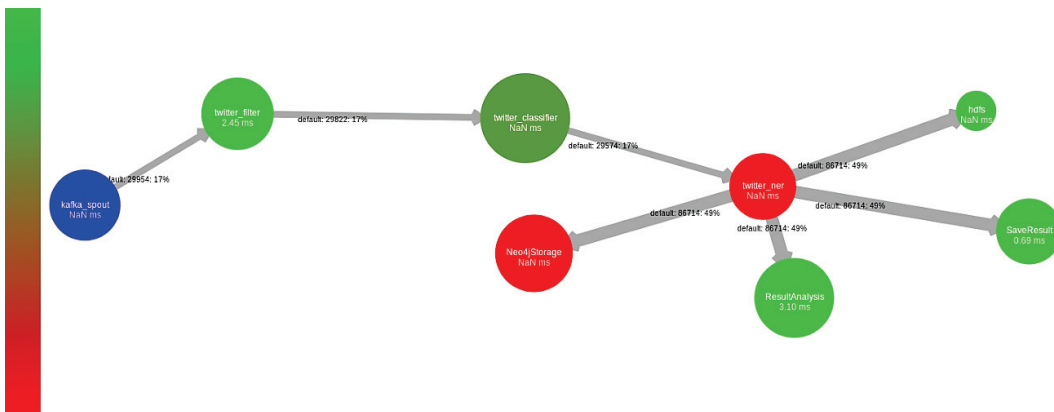 twitter_filter
2.45 ms
default: 29822: 17%
twitter_classifier
NaN ms
hdfs
NaN ms
default: 29574: 17%
default: 86714: 49%
fault: 29954: 17%
twitter_ner
NaN ms
kafka_spout
NaN ms
default: 86714: 49%
default: 86714: 49%
default: 86714: 49%
SaveResult
0.69 ms
Neo4jStorage
NaN ms
ResultAnalysis
3.10 ms